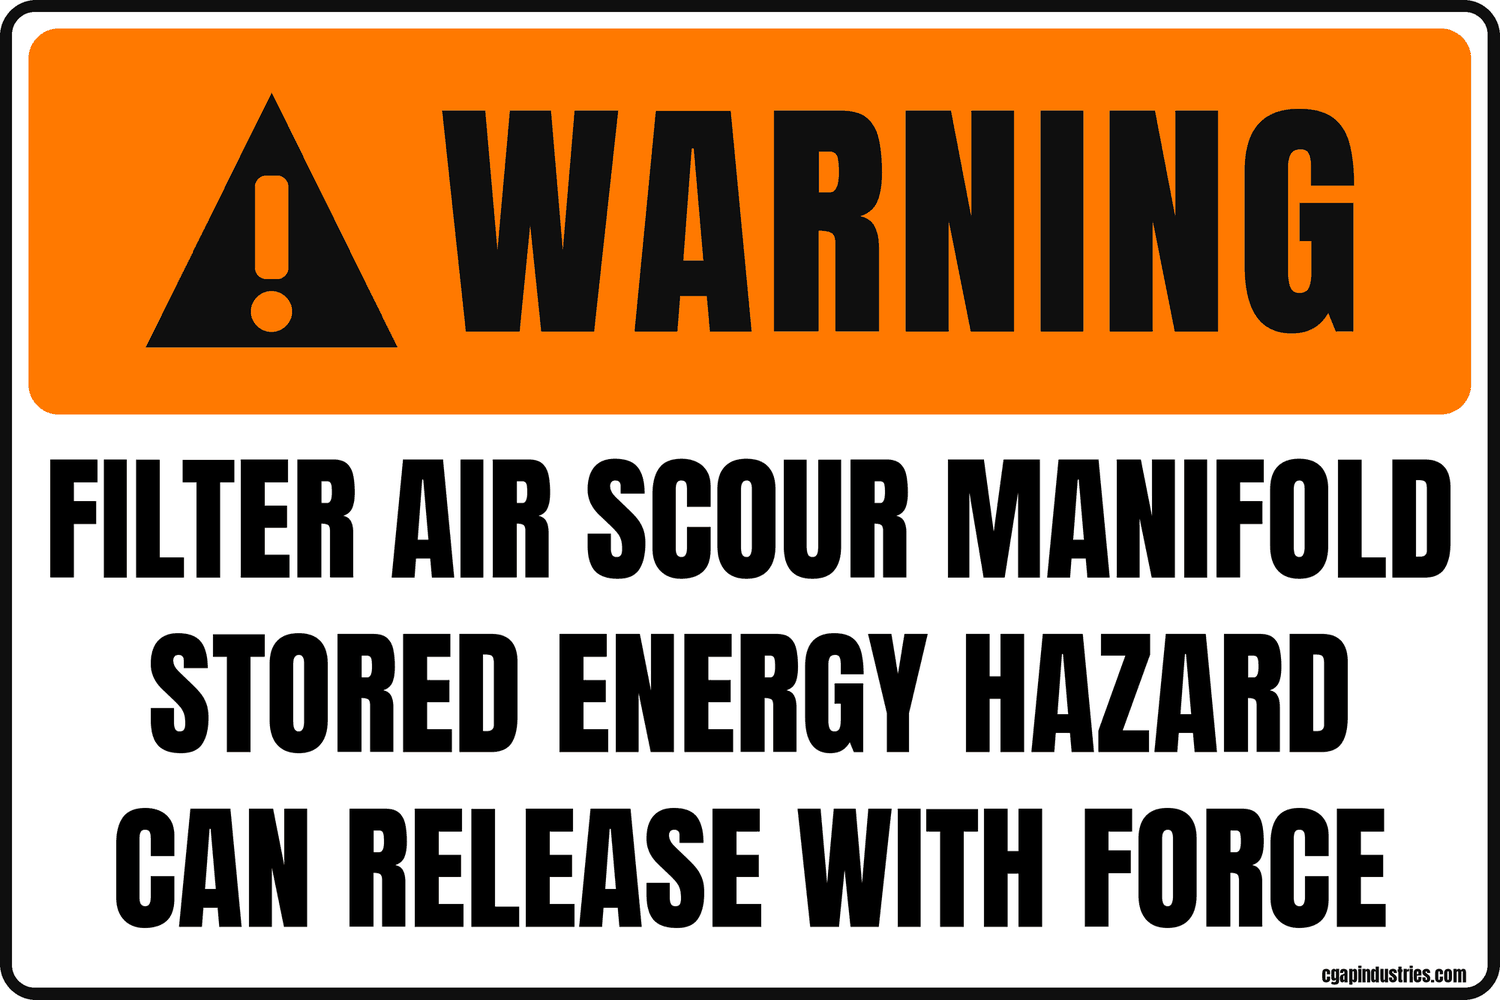 WARNING
FILTER AIR SCOUR MANIFOLD
STORED ENERGY HAZARD
CAN RELEASE WITH FORCE
cgapindustries.com